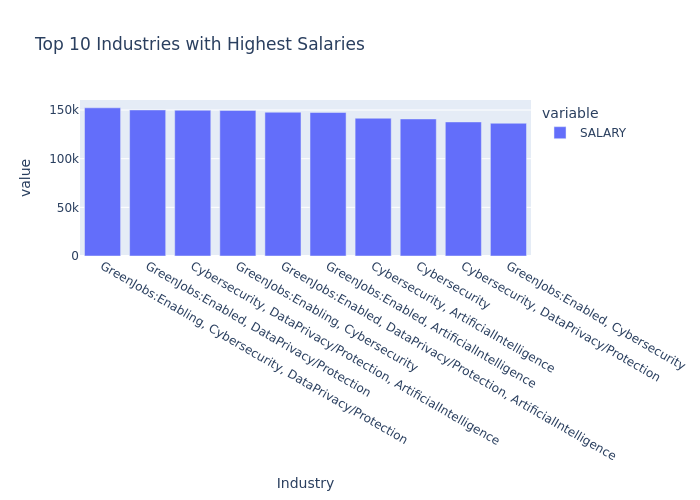 Top 10 Industries with Highest Salaries
variable
SALARY
value
150k
100k
50k
0
GreenJobs:Enabling, Cybersecurity, DataPrivacy/Protection
GreenJobs:Enabled, DataPrivacy/Protection
Cybersecurity, DataPrivacy/Protection, ArtificialIntelligence
GreenJobs:Enabling, Cybersecurity
GreenJobs:Enabled, DataPrivacy/Protection, ArtificialIntelligence
GreenJobs:Enabled, ArtificialIntelligence
Cybersecurity, ArtificialIntelligence
Cybersecurity
Cybersecurity, DataPrivacy/Protection
GreenJobs:Enabled, Cybersecurity
Industry